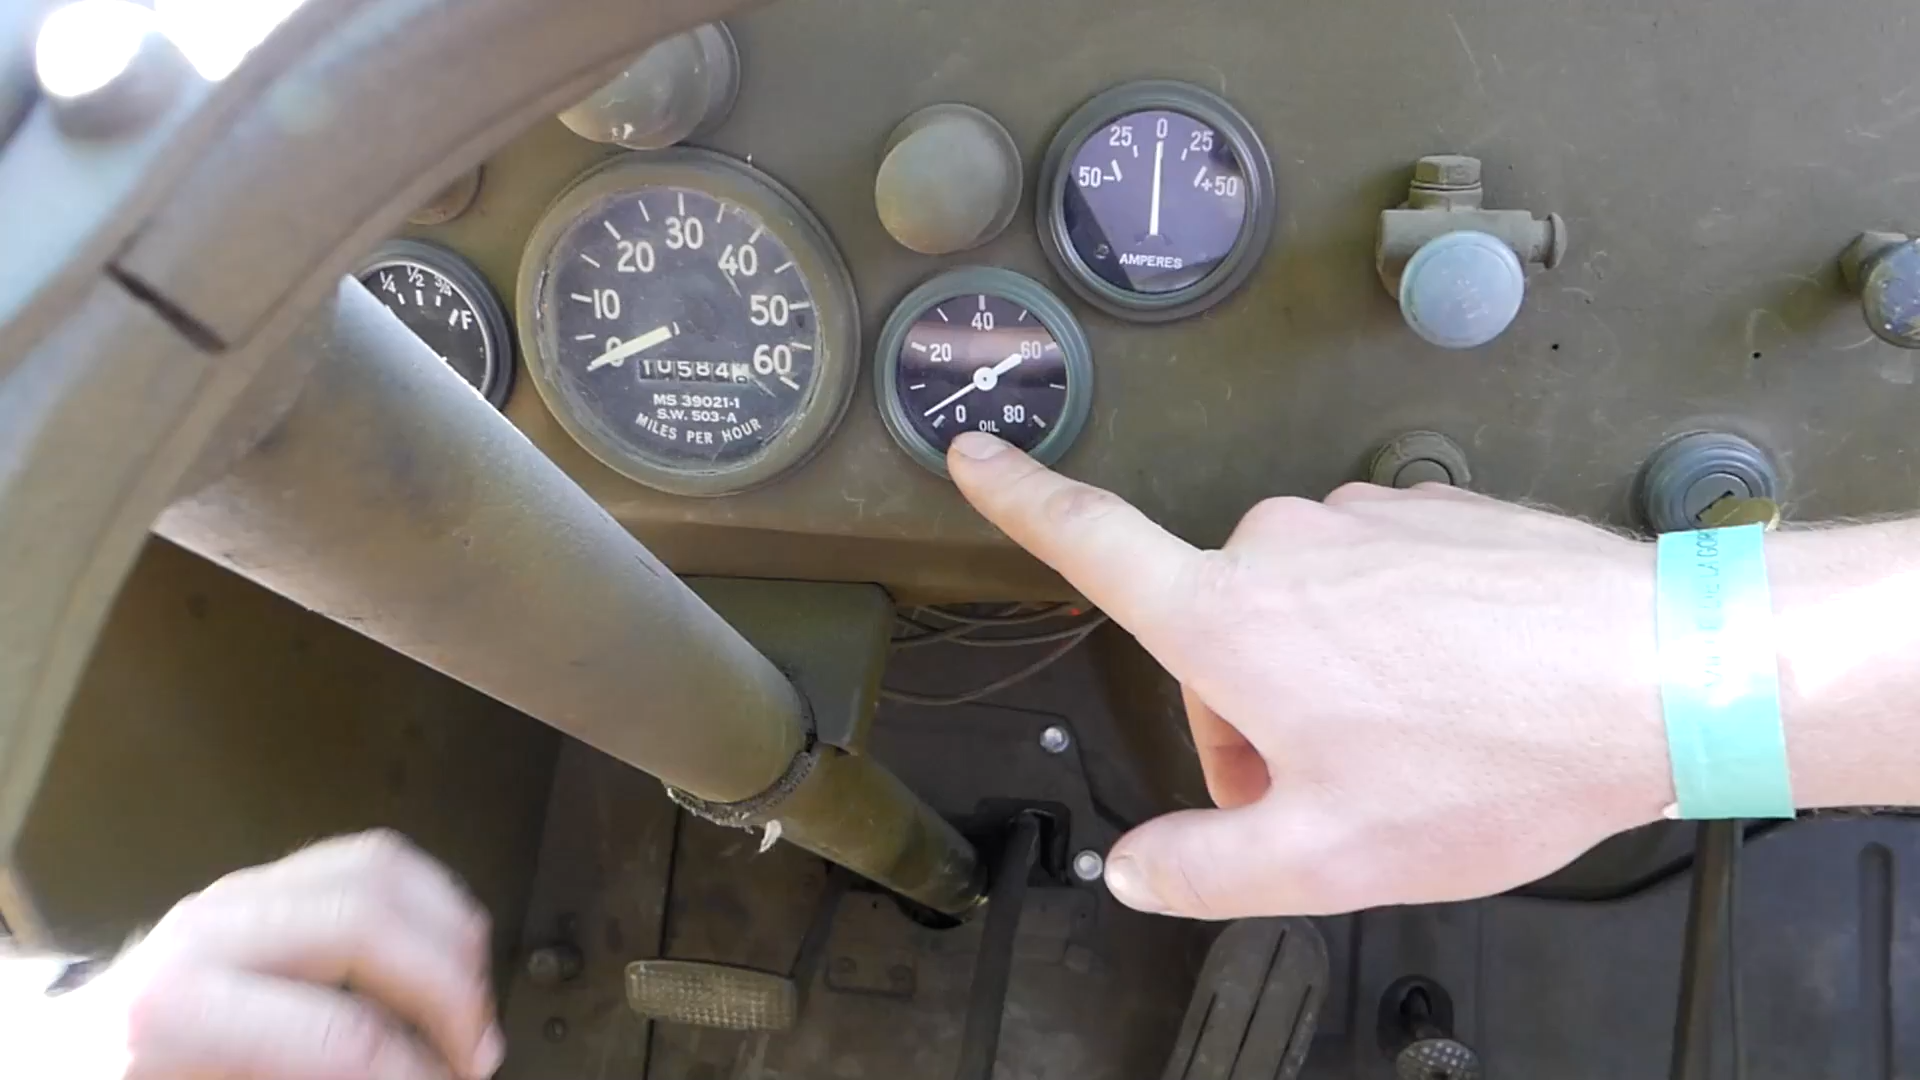 25 0 25
50- +50
AMPERES
1/4 1/2 3/4
F
10 20 30 40 50 60
0
10584
MS 39021-1
S.W. 503-A
MILES PER HOUR
20 40 60
0 80
OIL